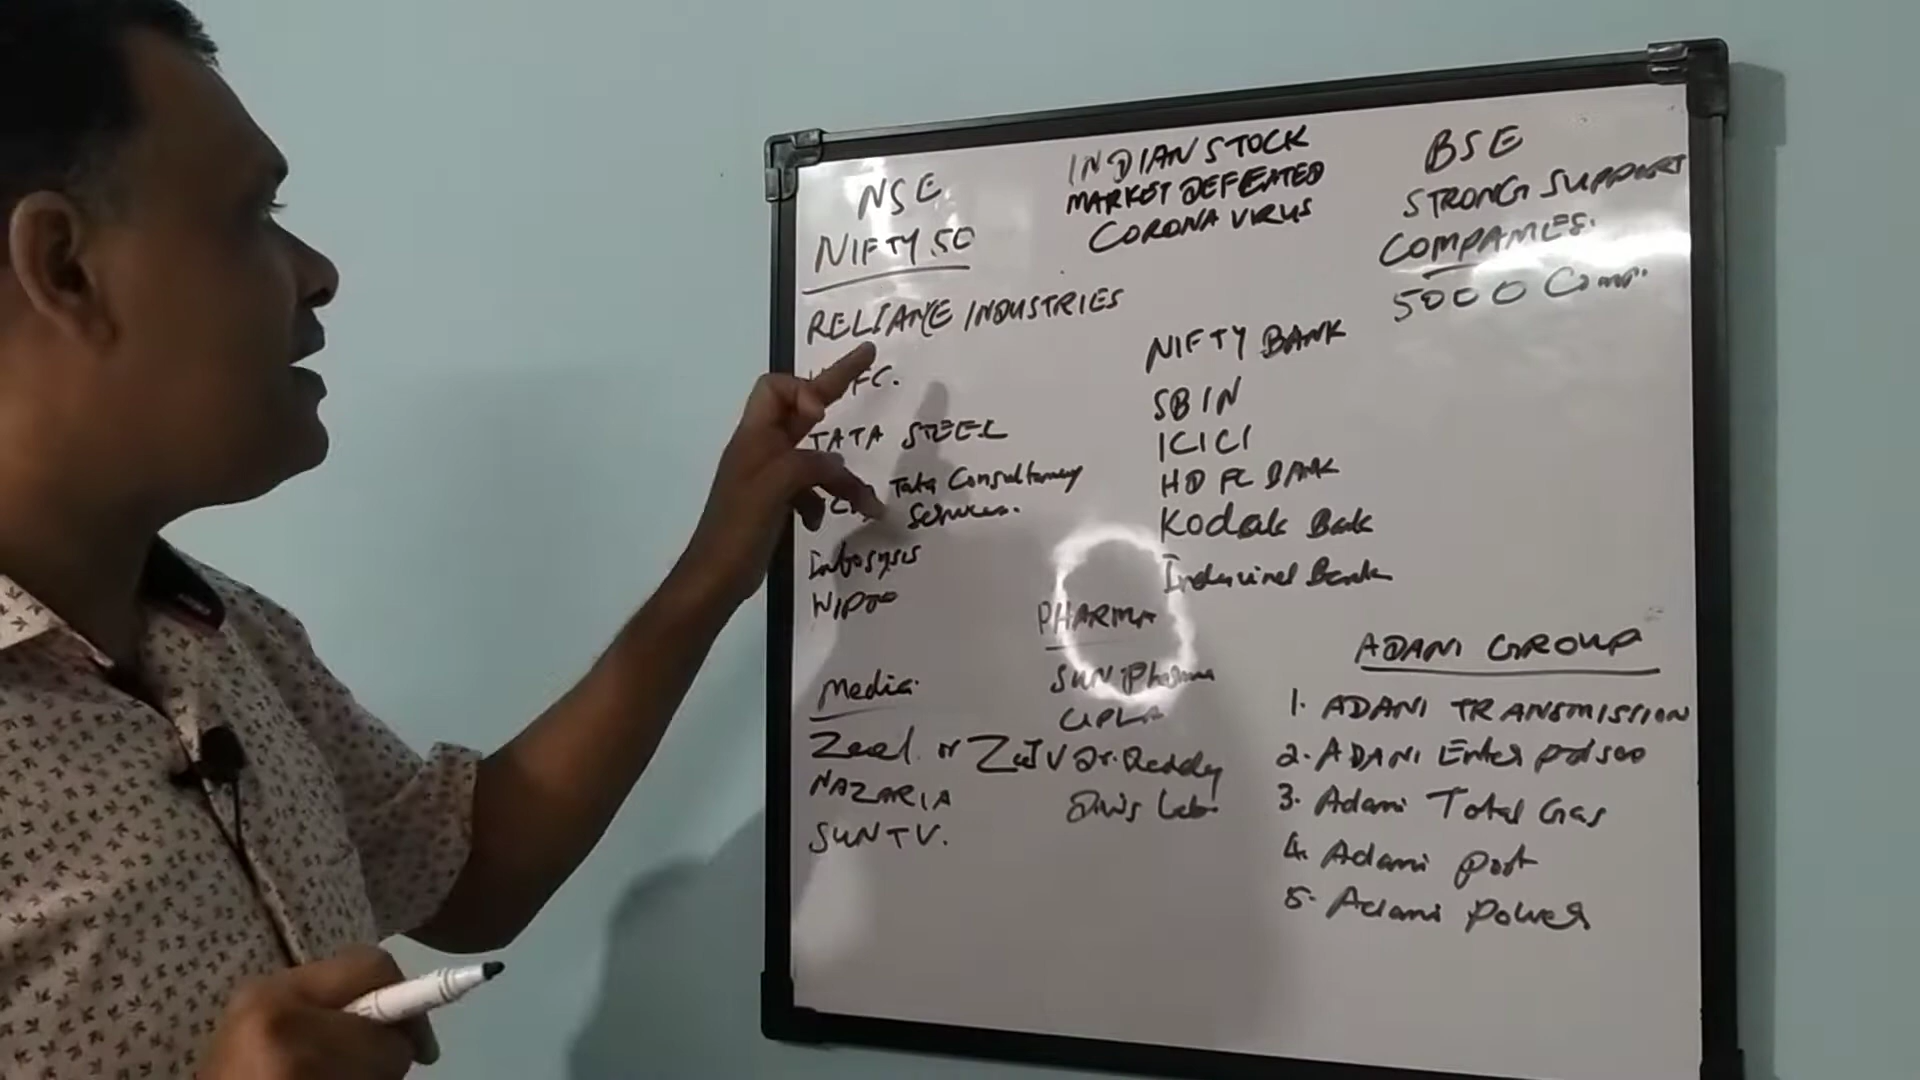 NSE
NIFTY 50
INDIAN STOCK
MARKET DEFEATED
CORONA VIRUS
BSE
STRONG SUPPORT
COMPAMIES.
5000 Comp.
RELIANE INDUSTRIES
TATA STEEL
Tata Consultancy
Services.
Infosysis
WIPRO
NIFTY BANK
SBIN
ICICI
HDFC BANK
Kodak Bank
Indusined Bank
PHARMA
SUN Pharma
CIPLA
Dr. Reddy
Divis Lab.
Media.
Zeel. or ZeeTV
NAZARIA
SUN TV.
ADANI GROUP
1. ADANI TRANSMISSION
2. ADANI Enterprises
3. Adani Total Gas
4. Adani port
5. Adani Power